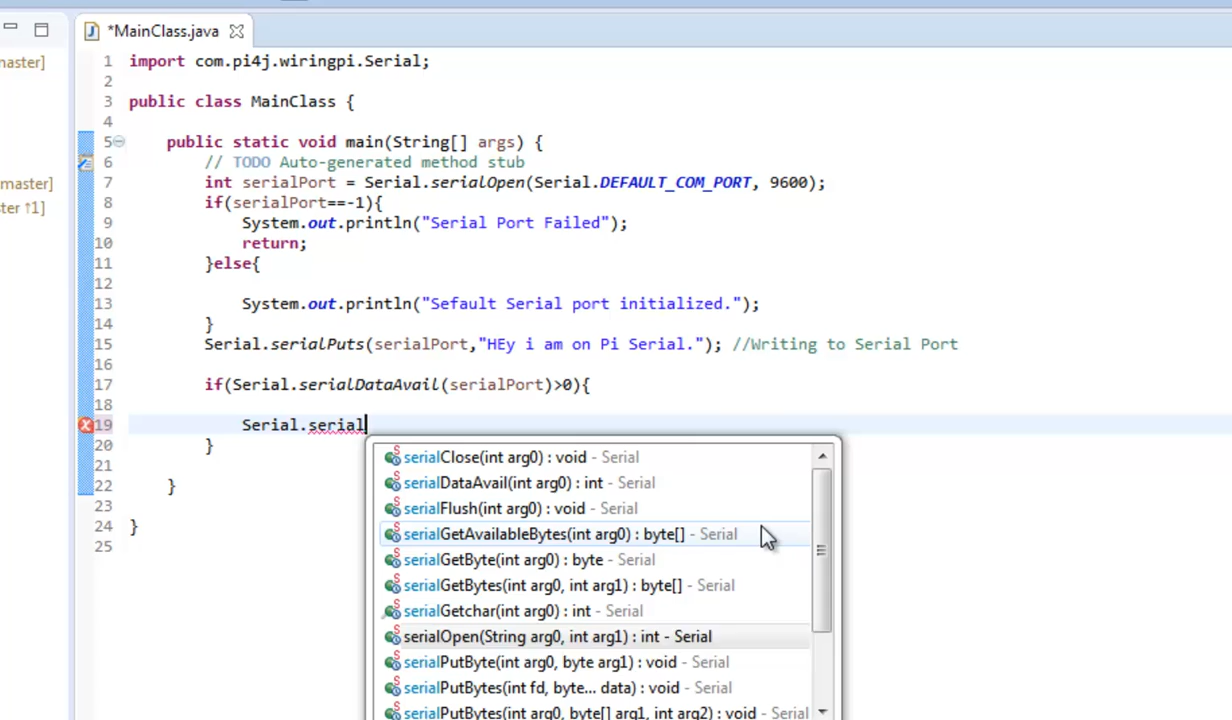 *MainClass.java
master]
master]
ster ↑1]
1 import com.pi4j.wiringpi.Serial;
2
3 public class MainClass {
4
5 public static void main(String[] args) {
6 // TODO Auto-generated method stub
7 int serialPort = Serial.serialOpen(Serial.DEFAULT_COM_PORT, 9600);
8 if(serialPort==-1){
9 System.out.println("Serial Port Failed");
10 return;
11 }else{
12
13 System.out.println("Sefault Serial port initialized.");
14 }
15 Serial.serialPuts(serialPort,"HEy i am on Pi Serial."); //Writing to Serial Port
16
17 if(Serial.serialDataAvail(serialPort)>0){
18
19 Serial.serial
20 }
21
22 }
23
24 }
25
serialClose(int arg0) : void - Serial
serialDataAvail(int arg0) : int - Serial
serialFlush(int arg0) : void - Serial
serialGetAvailableBytes(int arg0) : byte[] - Serial
serialGetByte(int arg0) : byte - Serial
serialGetBytes(int arg0, int arg1) : byte[] - Serial
serialGetchar(int arg0) : int - Serial
serialOpen(String arg0, int arg1) : int - Serial
serialPutByte(int arg0, byte arg1) : void - Serial
serialPutBytes(int fd, byte... data) : void - Serial
serialPutBytes(int arg0, byte[] arg1, int arg2) : void - Serial